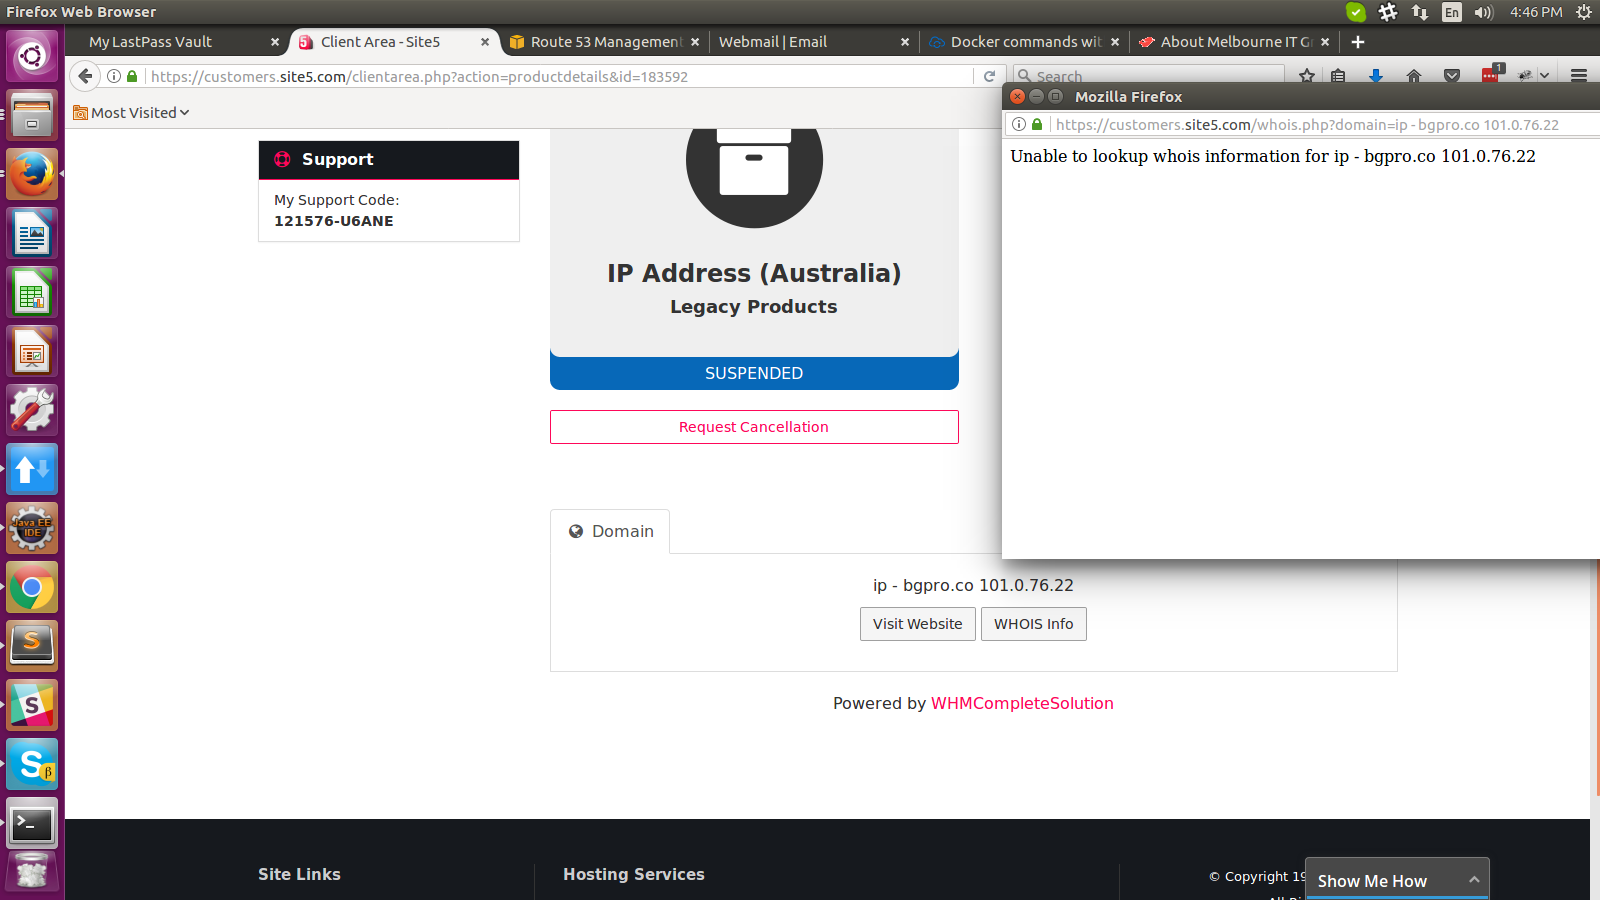 Firefox Web Browser
En
4:46 PM
My LastPass Vault
Client Area - Site5
Route 53 Management
Webmail | Email
Docker commands wit
About Melbourne IT G
https://customers.site5.com/clientarea.php?action=productdetails&id=183592
Search
1
Most Visited
Mozilla Firefox
https://customers.site5.com/whois.php?domain=ip - bgpro.co 101.0.76.22
Unable to lookup whois information for ip - bgpro.co 101.0.76.22
Support
My Support Code:
121576-U6ANE
IP Address (Australia)
Legacy Products
SUSPENDED
Request Cancellation
Domain
ip - bgpro.co 101.0.76.22
Visit Website
WHOIS Info
Powered by WHMCompleteSolution
Java EE
IDE
Site Links
Hosting Services
© Copyright 19
Show Me How